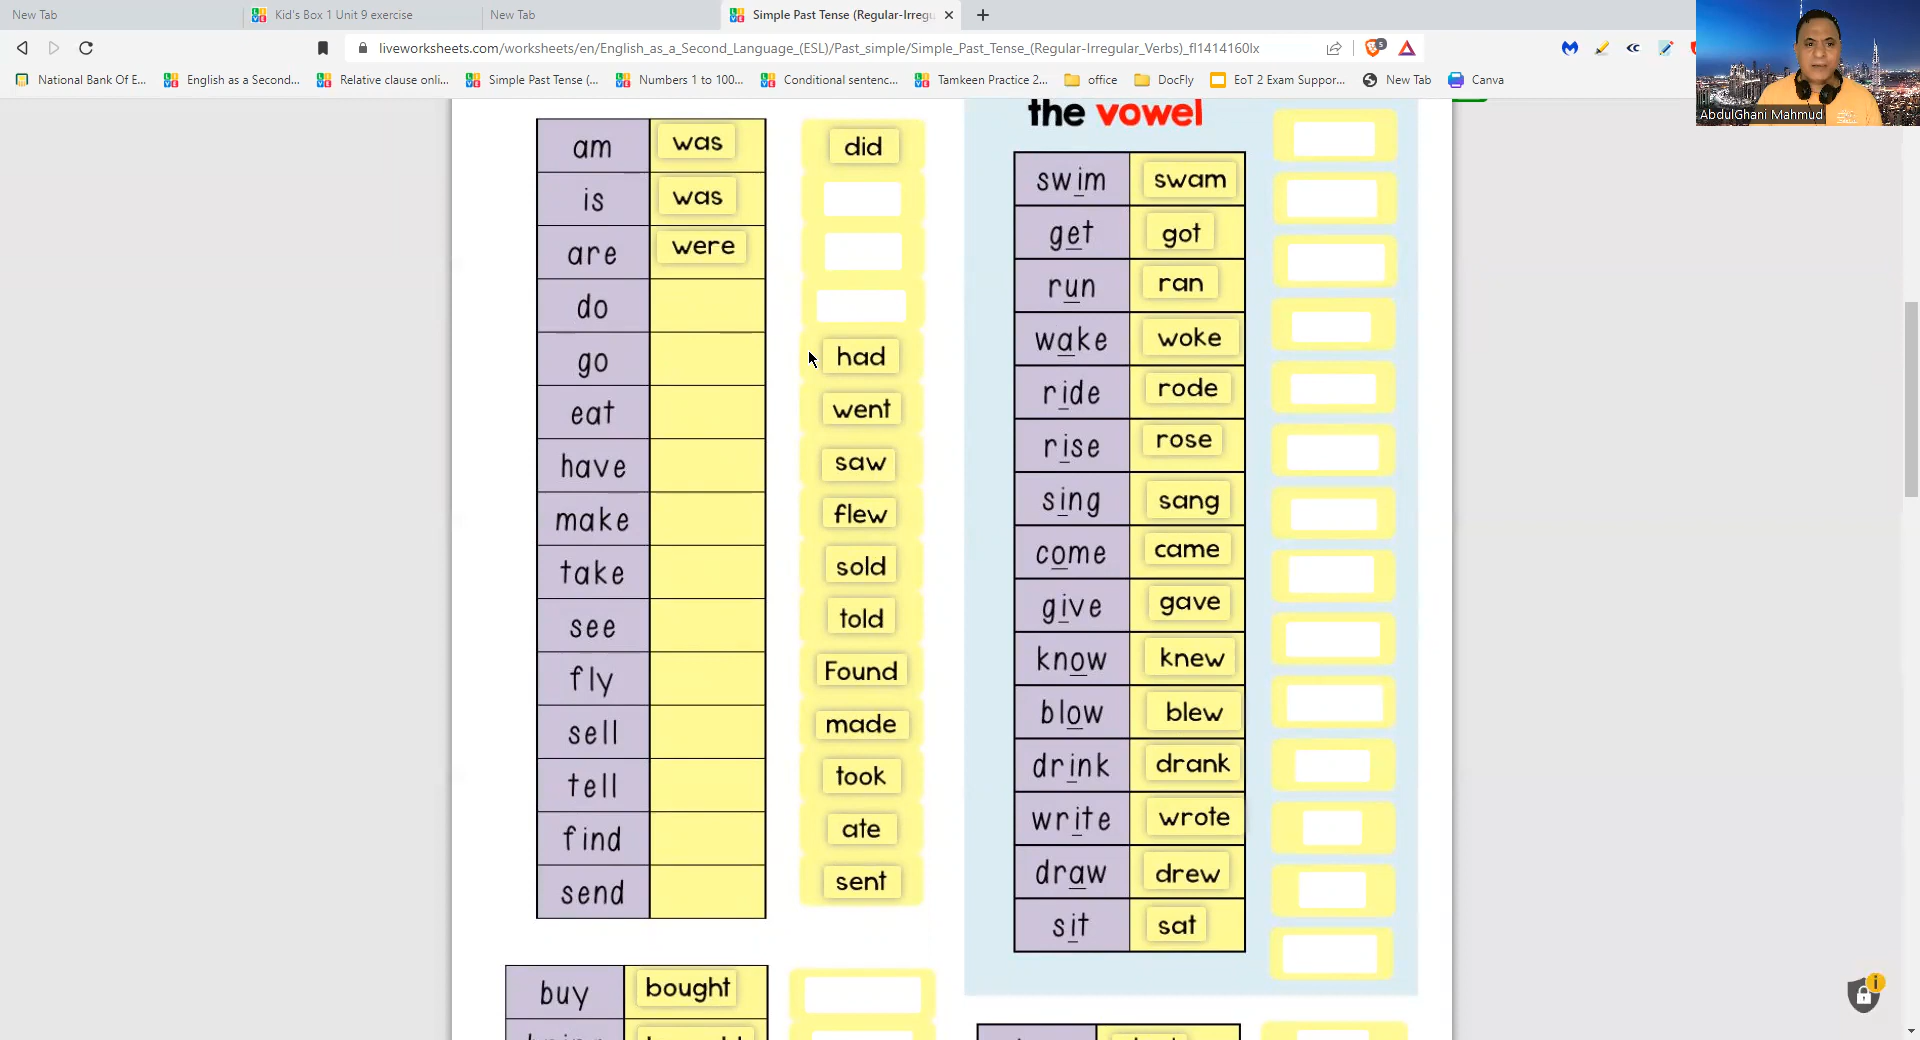 New Tab
Kid's Box 1 Unit 9 exercise
New Tab
Simple Past Tense (Regular-Irregu
liveworksheets.com/worksheets/en/English_as_a_Second_Language_(ESL)/Past_simple/Simple_Past_Tense_(Regular-Irregular_Verbs)_fl1414160lx
National Bank Of E...
English as a Second...
Relative clause onli...
Simple Past Tense (...
Numbers 1 to 100...
Conditional sentenc...
Tamkeen Practice 2...
office
DocFly
EoT 2 Exam Suppor...
New Tab
Canva
AbdulGhani Mahmud
am was
is was
are were
do
go
eat
have
make
take
see
fly
sell
tell
find
send
did
had
went
saw
flew
sold
told
Found
made
took
ate
sent
the vowel
swim swam
get got
run ran
wake woke
ride rode
rise rose
sing sang
come came
give gave
know knew
blow blew
drink drank
write wrote
draw drew
sit sat
buy bought